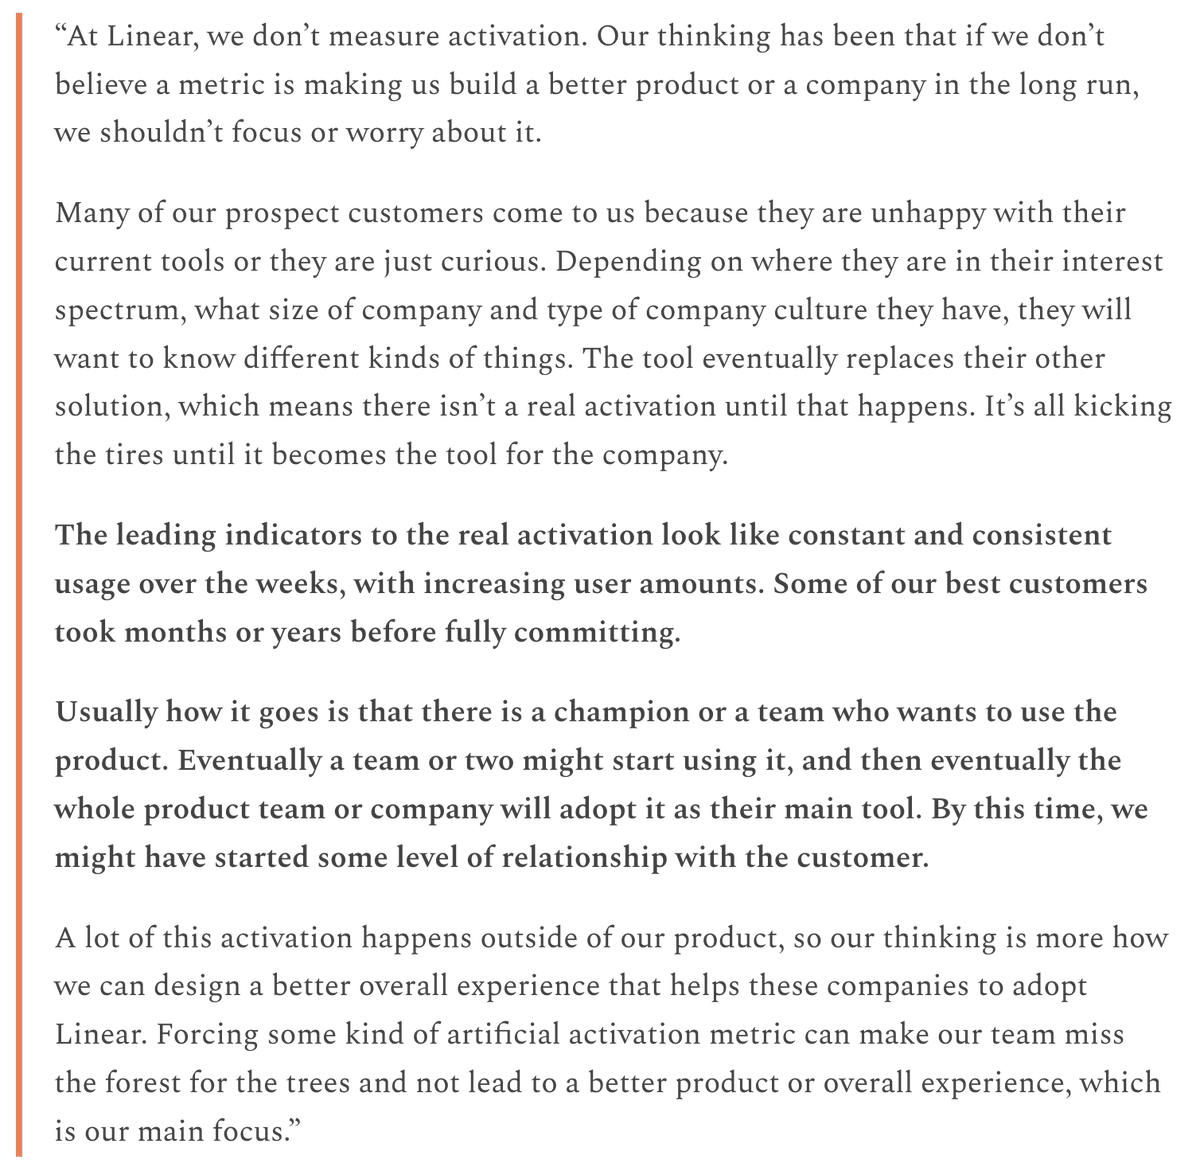 “At Linear, we don’t measure activation. Our thinking has been that if we don’t
believe a metric is making us build a better product or a company in the long run,
we shouldn’t focus or worry about it.
Many of our prospect customers come to us because they are unhappy with their
current tools or they are just curious. Depending on where they are in their interest
spectrum, what size of company and type of company culture they have, they will
want to know different kinds of things. The tool eventually replaces their other
solution, which means there isn’t a real activation until that happens. It’s all kicking
the tires until it becomes the tool for the company.
The leading indicators to the real activation look like constant and consistent
usage over the weeks, with increasing user amounts. Some of our best customers
took months or years before fully committing.
Usually how it goes is that there is a champion or a team who wants to use the
product. Eventually a team or two might start using it, and then eventually the
whole product team or company will adopt it as their main tool. By this time, we
might have started some level of relationship with the customer.
A lot of this activation happens outside of our product, so our thinking is more how
we can design a better overall experience that helps these companies to adopt
Linear. Forcing some kind of artificial activation metric can make our team miss
the forest for the trees and not lead to a better product or overall experience, which
is our main focus.”